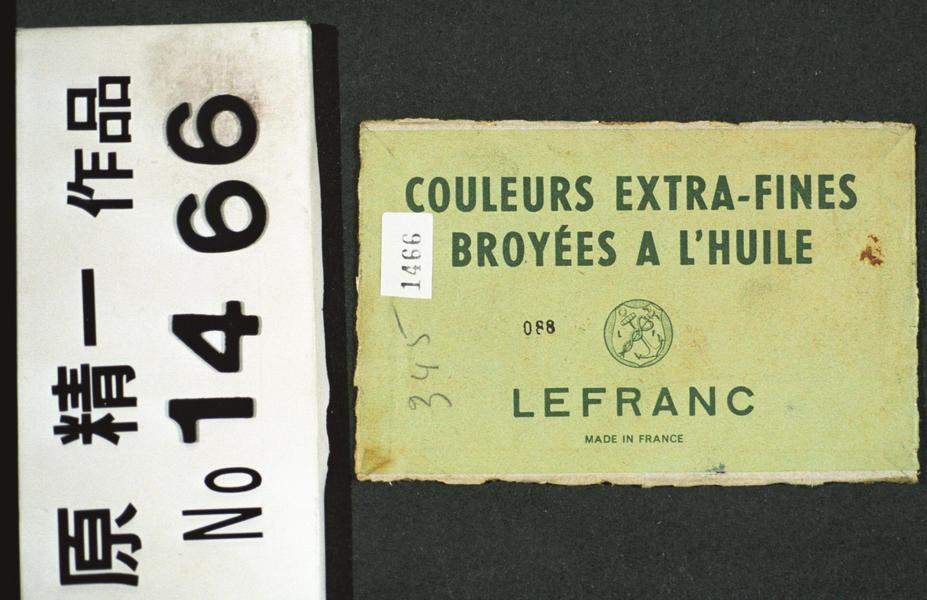 原 精一 作品
No 1466
COULEURS EXTRA-FINES
BROYÉES A L'HUILE
1466
088
345
LEFRANC
MADE IN FRANCE